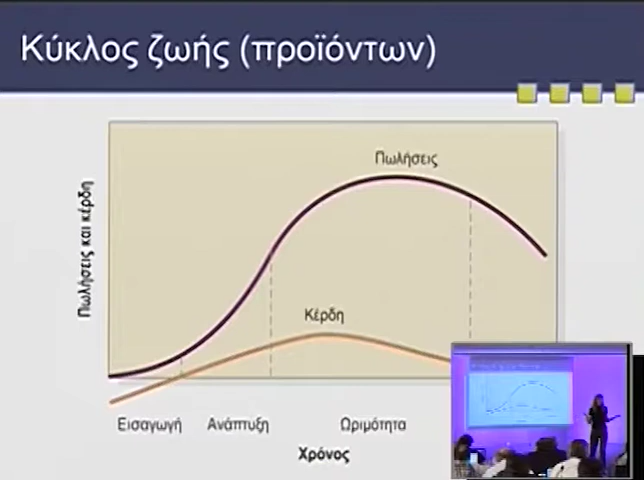 Κύκλος ζωής (προϊόντων)
Πωλήσεις
Πωλήσεις και κέρδη
Κέρδη
Εισαγωγή Ανάπτυξη Ωριμότητα
Χρόνος